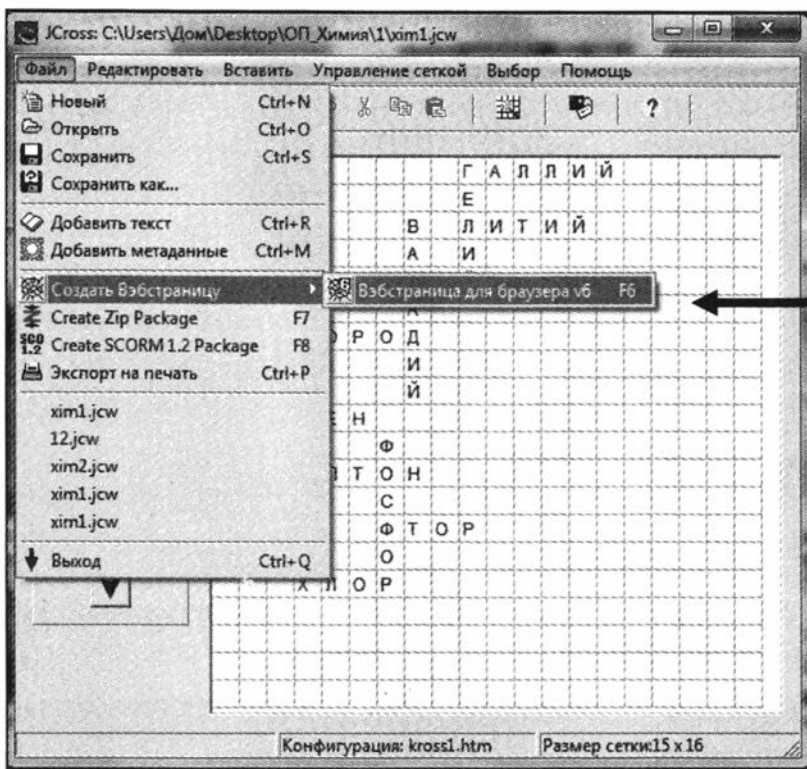 JCross: C:\Users\Дом\Desktop\ОП_Химия\1\xim1.jcw
Файл Редактировать Вставить Управление сеткой Выбор Помощь
Новый Ctrl+N
Открыть Ctrl+O
Сохранить Ctrl+S
Сохранить как...
Добавить текст Ctrl+R
Добавить метаданные Ctrl+M
Создать Вэбстраницу
Вэбстраница для браузера v6 F6
Create Zip Package F7
Create SCORM 1.2 Package F8
Экспорт на печать Ctrl+P
xim1.jcw
12.jcw
xim2.jcw
xim1.jcw
xim1.jcw
Выход Ctrl+Q
?
Г А Л Л И Й
Е
В Л И Т И Й
А И
Р О Д
И
Й
Е Н
Ф
Т О Н
С
Ф Т О Р
О
Х Л О Р
Конфигурация: kross1.htm Размер сетки:15 x 16